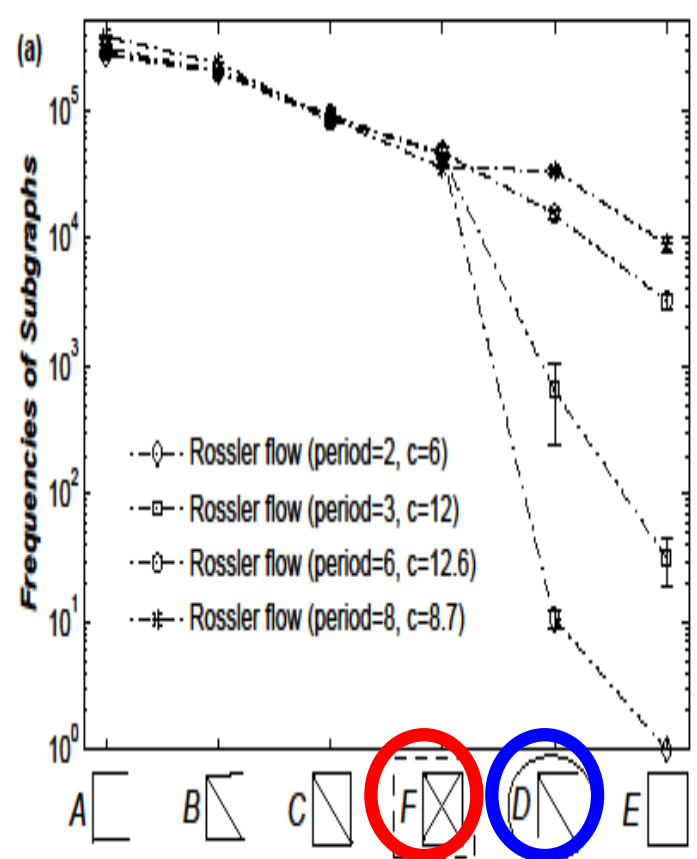 (a)
Frequencies of Subgraphs
10^5
10^4
10^3
10^2
10^1
10^0
Rossler flow (period=2, c=6)
Rossler flow (period=3, c=12)
Rossler flow (period=6, c=12.6)
Rossler flow (period=8, c=8.7)
A B C F D E